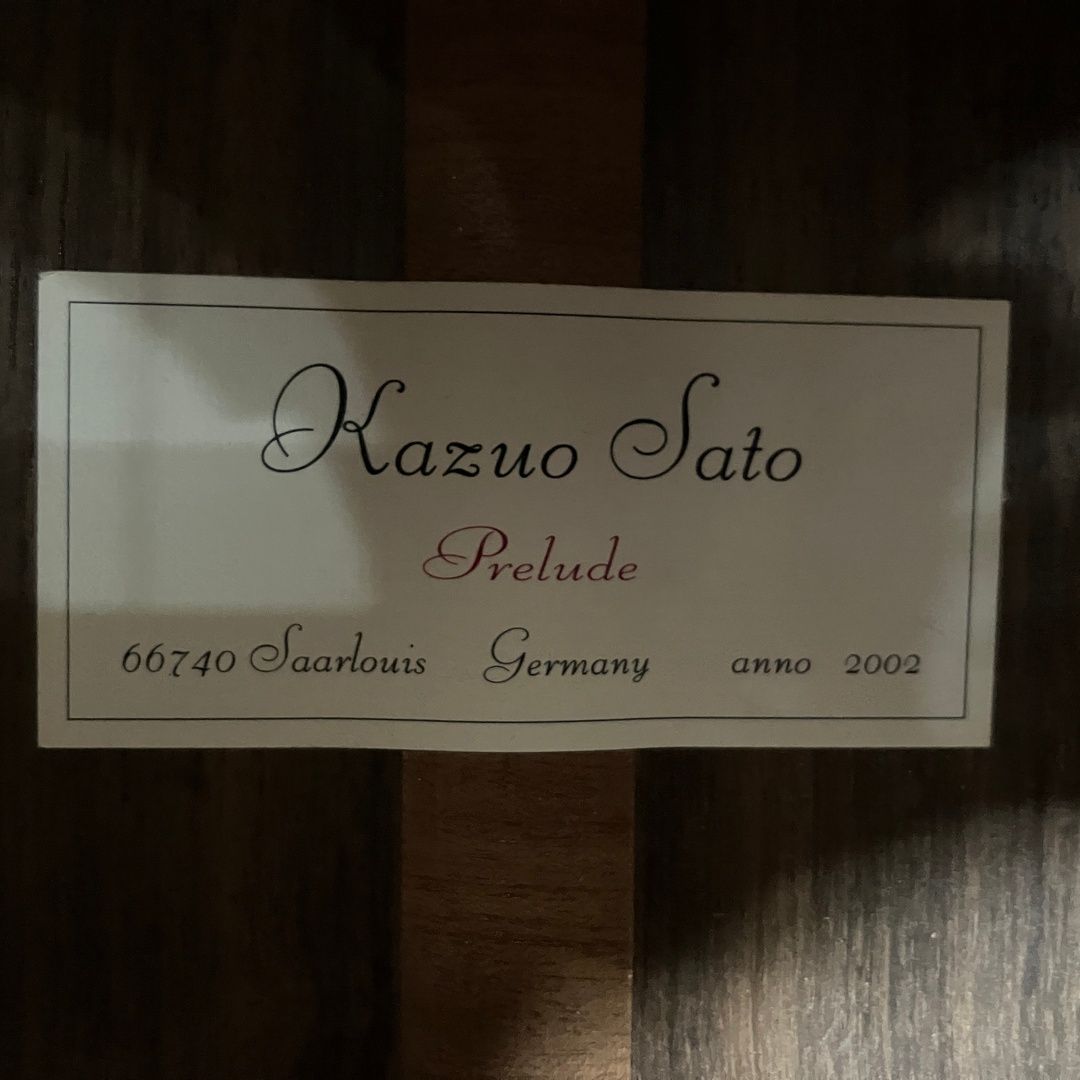 Kazuo Sato
Prelude
66740 Saarlouis Germany anno 2002